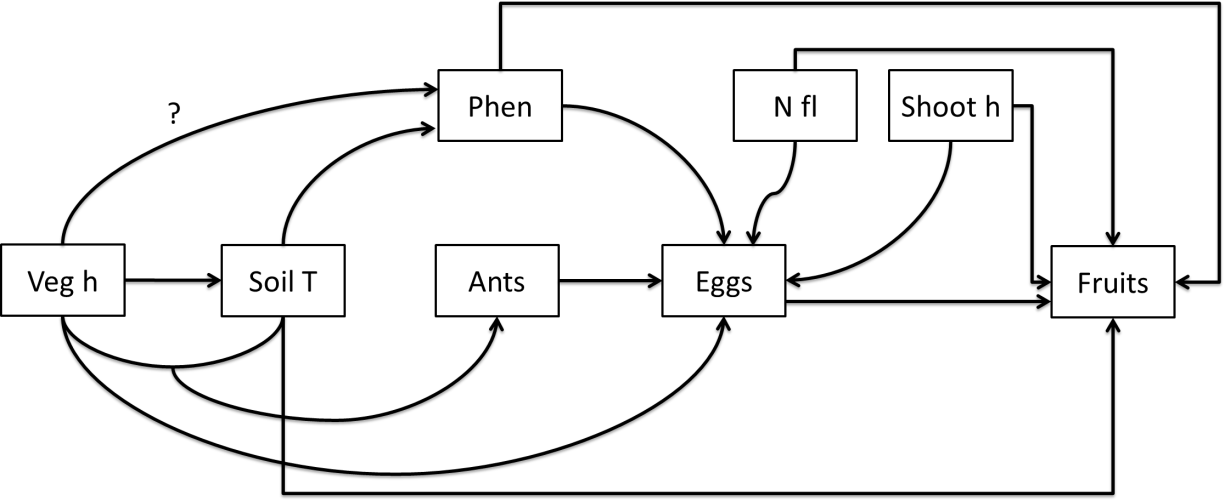 ?
Phen
N fl
Shoot h
Veg h
Soil T
Ants
Eggs
Fruits